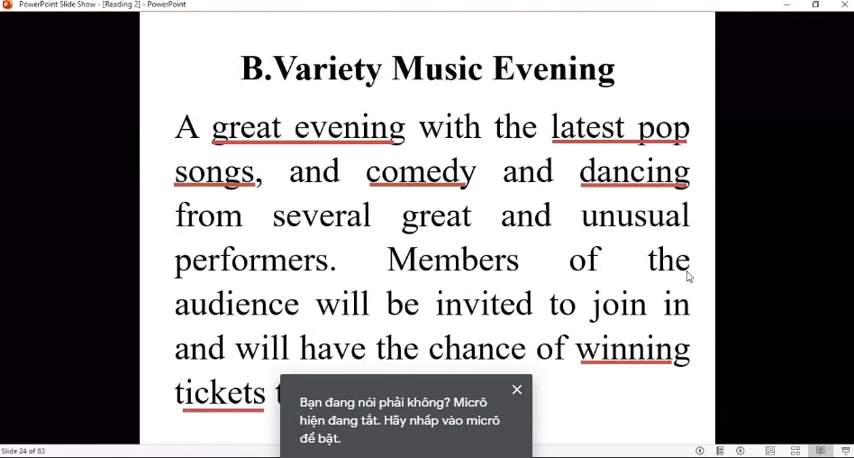 PowerPoint Slide Show - [Reading 2] - PowerPoint
B.Variety Music Evening
A great evening with the latest pop
songs, and comedy and dancing
from several great and unusual
performers. Members of the
audience will be invited to join in
and will have the chance of winning
tickets
Bạn đang nói phải không? Micrô
hiện đang tắt. Hãy nhấp vào micrô
để bật.
Slide 24 of 83